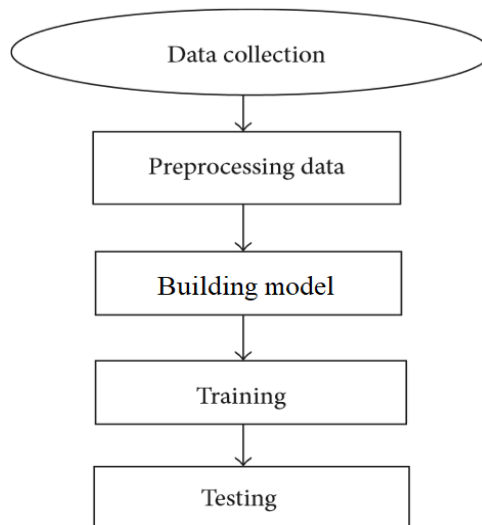 Data collection
Preprocessing data
Building model
Training
Testing